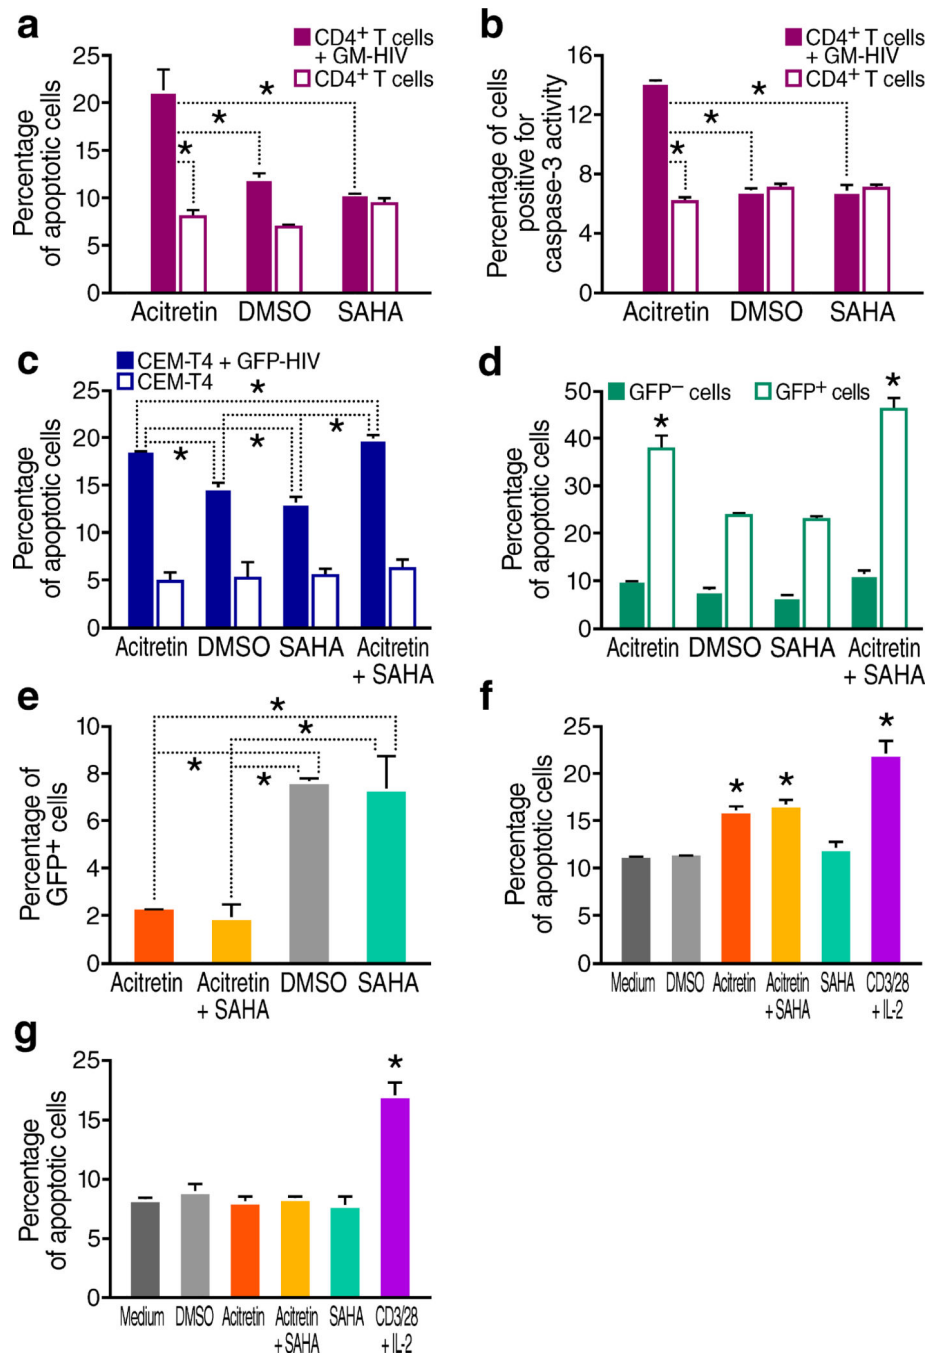 a
CD4+ T cells
+ GM-HIV
CD4+ T cells
Percentage
of apoptotic cells
25
20
15
10
5
0
*
*
*
Acitretin
DMSO
SAHA
b
CD4+ T cells
+ GM-HIV
CD4+ T cells
Percentage of cells
positive for
caspase-3 activity
16
12
8
4
0
*
*
*
Acitretin
DMSO
SAHA
c
CEM-T4 + GFP-HIV
CEM-T4
Percentage
of apoptotic cells
25
20
15
10
5
0
*
*
*
*
Acitretin
DMSO
SAHA
Acitretin
+ SAHA
d
GFP− cells
GFP+ cells
Percentage
of apoptotic cells
50
40
30
20
10
0
*
*
Acitretin
DMSO
SAHA
Acitretin
+ SAHA
e
Percentage of
GFP+ cells
10
8
6
4
2
0
*
*
*
*
Acitretin
Acitretin
+ SAHA
DMSO
SAHA
f
Percentage
of apoptotic cells
25
20
15
10
5
0
*
*
*
Medium
DMSO
Acitretin
Acitretin
+ SAHA
SAHA
CD3/28
+ IL-2
g
Percentage
of apoptotic cells
25
15
10
5
0
*
Medium
DMSO
Acitretin
Acitretin
+ SAHA
SAHA
CD3/28
+ IL-2